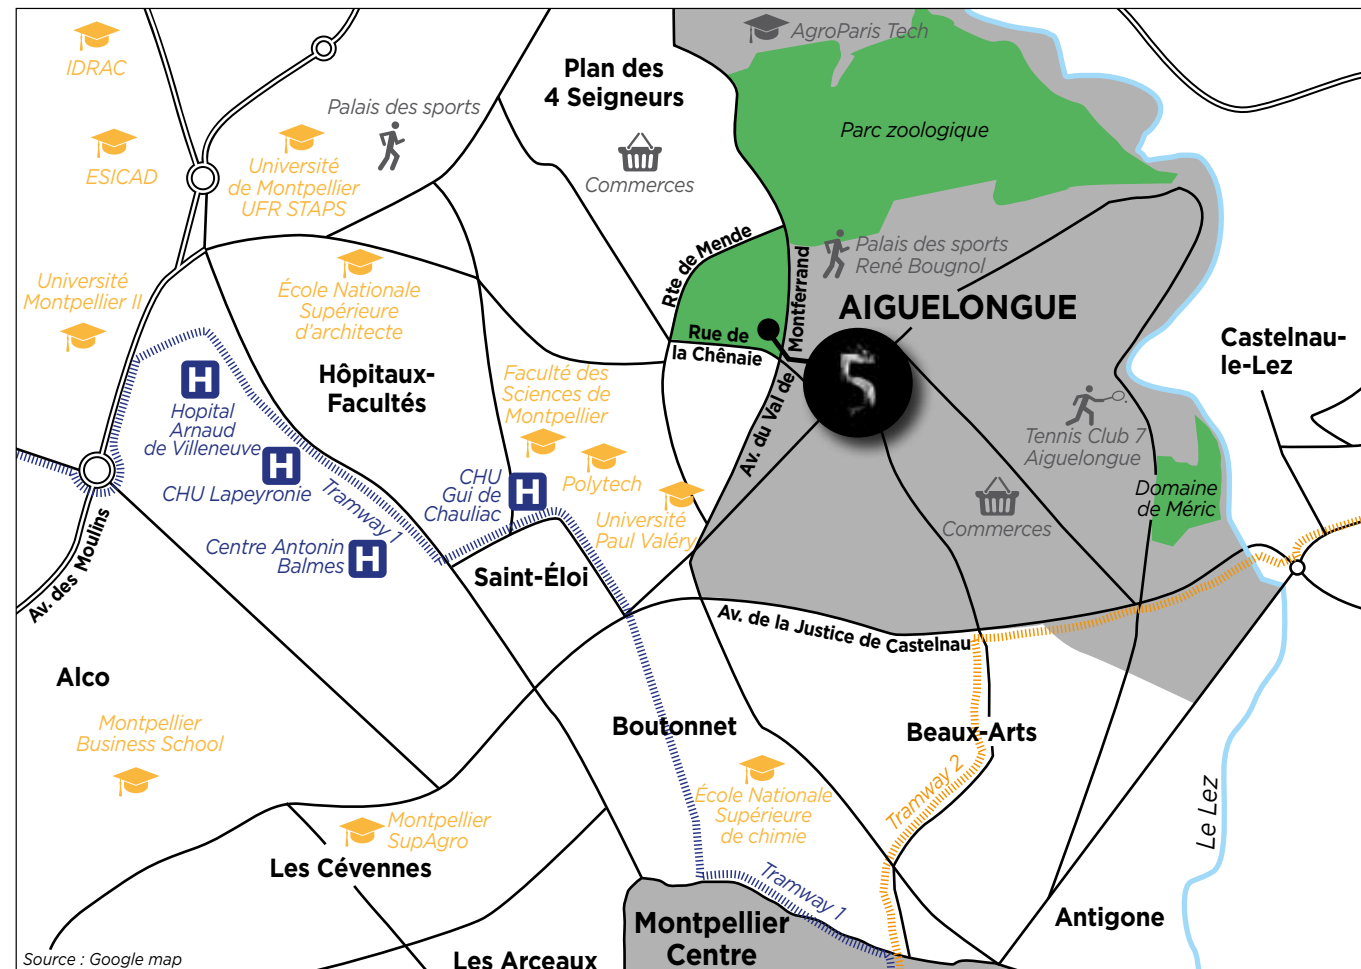 AgroParis Tech
IDRAC
Plan des
4 Seigneurs
Palais des sports
Parc zoologique
ESICAD
Université
de Montpellier
UFR STAPS
Commerces
Rte de Mende
Montferrand
Palais des sports
René Bougnol
Université
Montpellier II
École Nationale
Supérieure
d'architecte
AIGUELONGUE
Rue de
la Chênaie
Castelnau-
le-Lez
5
Hôpitaux-
Facultés
Faculté des
Sciences de
Montpellier
H
Hopital
Arnaud
de Villeneuve
Av. du Val de
Tennis Club 7
Aiguelongue
H
CHU Lapeyronie
Tramway 1
CHU
Gui de
Chauliac
H
Polytech
Université
Paul Valéry
Commerces
Domaine
de Méric
Centre Antonin
Balmes
H
Av. des Moulins
Saint-Éloi
Av. de la Justice de Castelnau
Alco
Montpellier
Business School
Boutonnet
Beaux-Arts
École Nationale
Supérieure
de chimie
Tramway 2
Le Lez
Montpellier
SupAgro
Les Cévennes
Tramway 1
Montpellier
Centre
Antigone
Les Arceaux
Source : Google map